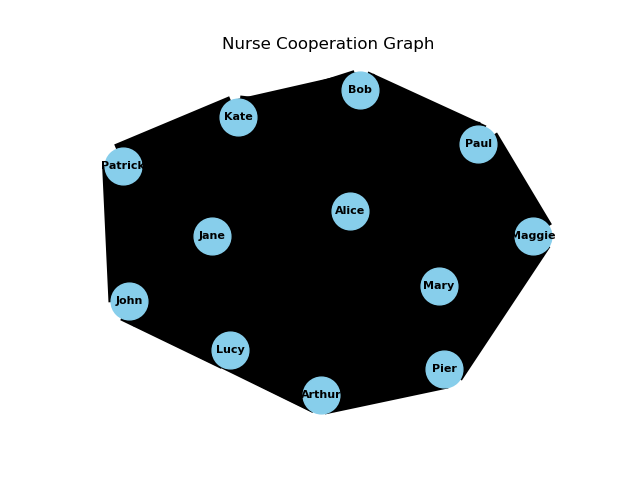 Nurse Cooperation Graph
Bob
Kate
Paul
Patrick
Alice
Jane
Maggie
Mary
John
Lucy
Pier
Arthur